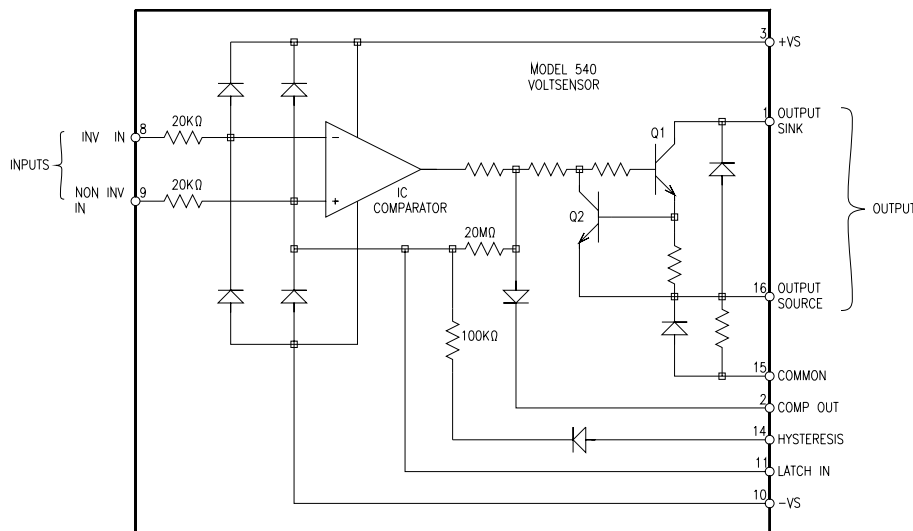 3
+VS
MODEL 540
VOLTSENSOR
1
OUTPUT
SINK
20KΩ
INV IN
8
Q1
INPUTS
20KΩ
9
NON INV
IN
-
+
IC
COMPARATOR
Q2
OUTPUT
20MΩ
16
OUTPUT
SOURCE
100KΩ
15
COMMON
2
COMP OUT
14
HYSTERESIS
11
LATCH IN
10
-VS